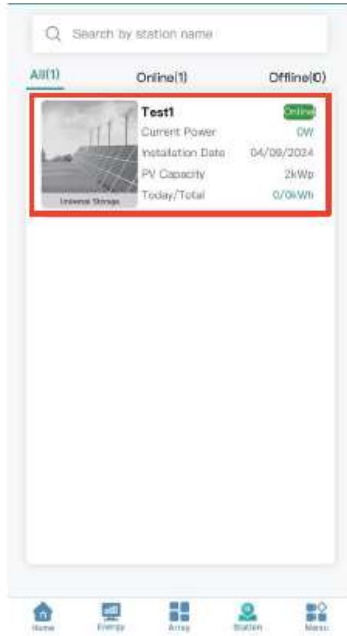 Search by station name
All(1) Online(1) Offline(0)
Test1 Online
Current Power 0W
Installation Date 04/09/2024
PV Capacity 2kWp
Today/Total 0/0kWh
Universal Storage
Home Energy Array Station Menu